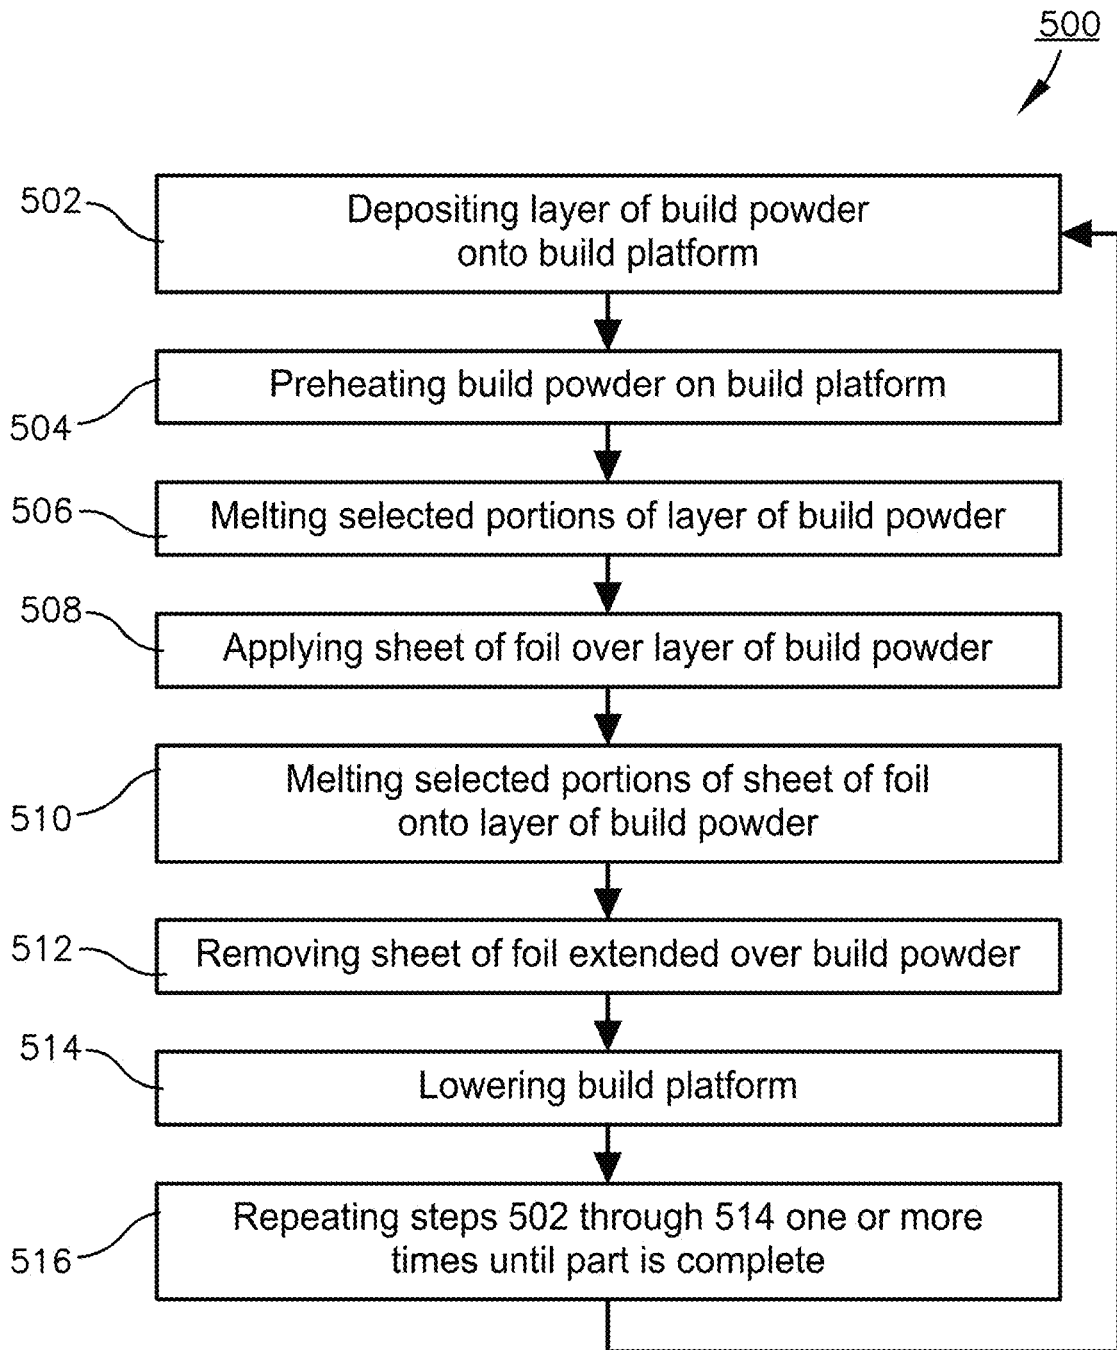 500
502
Depositing layer of build powder
onto build platform
Preheating build powder on build platform
504
506
Melting selected portions of layer of build powder
508
Applying sheet of foil over layer of build powder
Melting selected portions of sheet of foil
onto layer of build powder
510
512
Removing sheet of foil extended over build powder
514
Lowering build platform
Repeating steps 502 through 514 one or more
times until part is complete
516